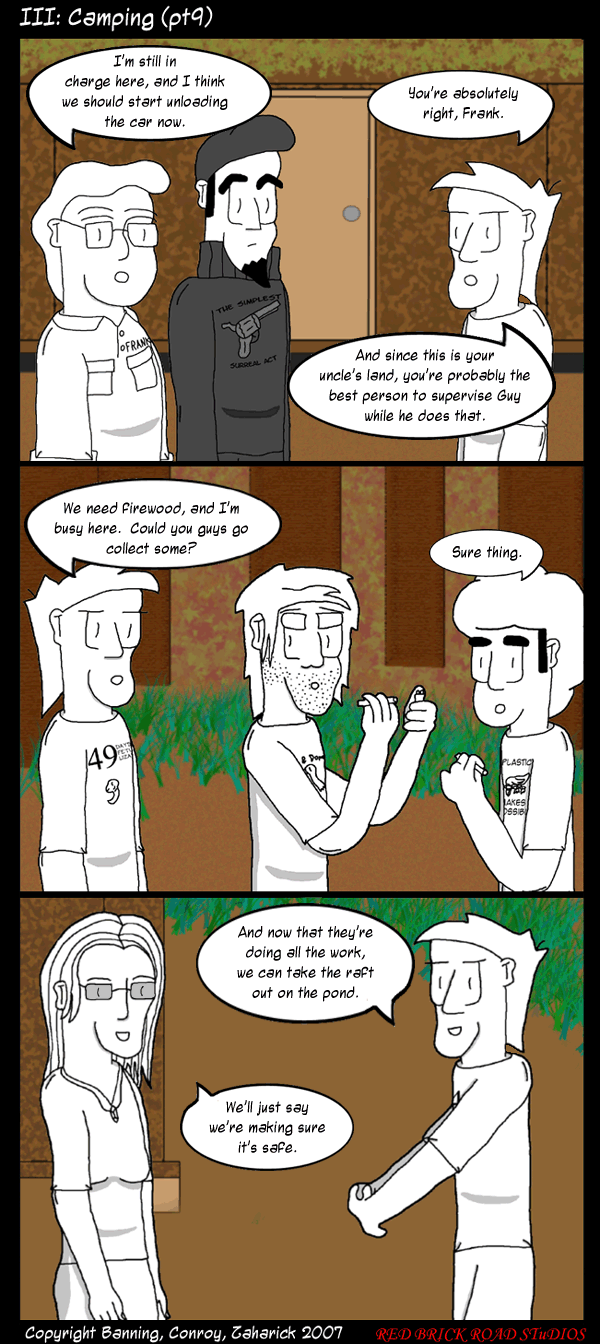 III: Camping (pt9)
I'm still in
charge here, and I think
we should start unloading
the car now.
You're absolutely
right, Frank.
FRANK
THE SIMPLEST
SURREAL ACT
And since this is your
uncle's land, you're probably the
best person to supervise Guy
while he does that.
We need firewood, and I'm
busy here. Could you guys go
collect some?
Sure thing.
49
PLASTIC
And now that they're
doing all the work,
we can take the raft
out on the pond.
We'll just say
we're making sure
it's safe.
Copyright Banning, Conroy, Zaharick 2007
RED BRICK ROAD STuDIOS